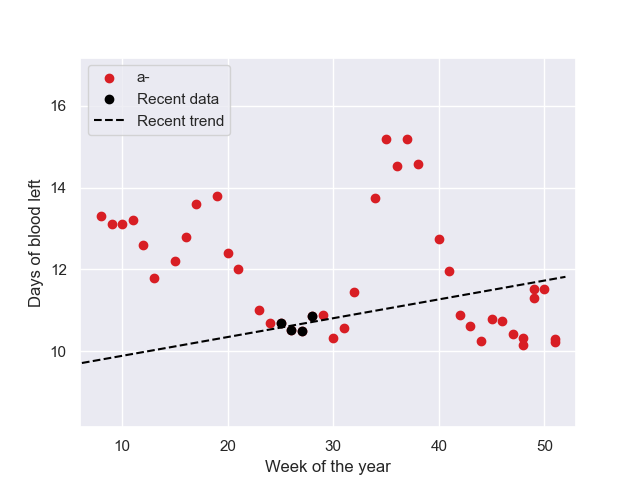 a-
Recent data
Recent trend
16
14
12
10
Days of blood left
10
20
30
40
50
Week of the year